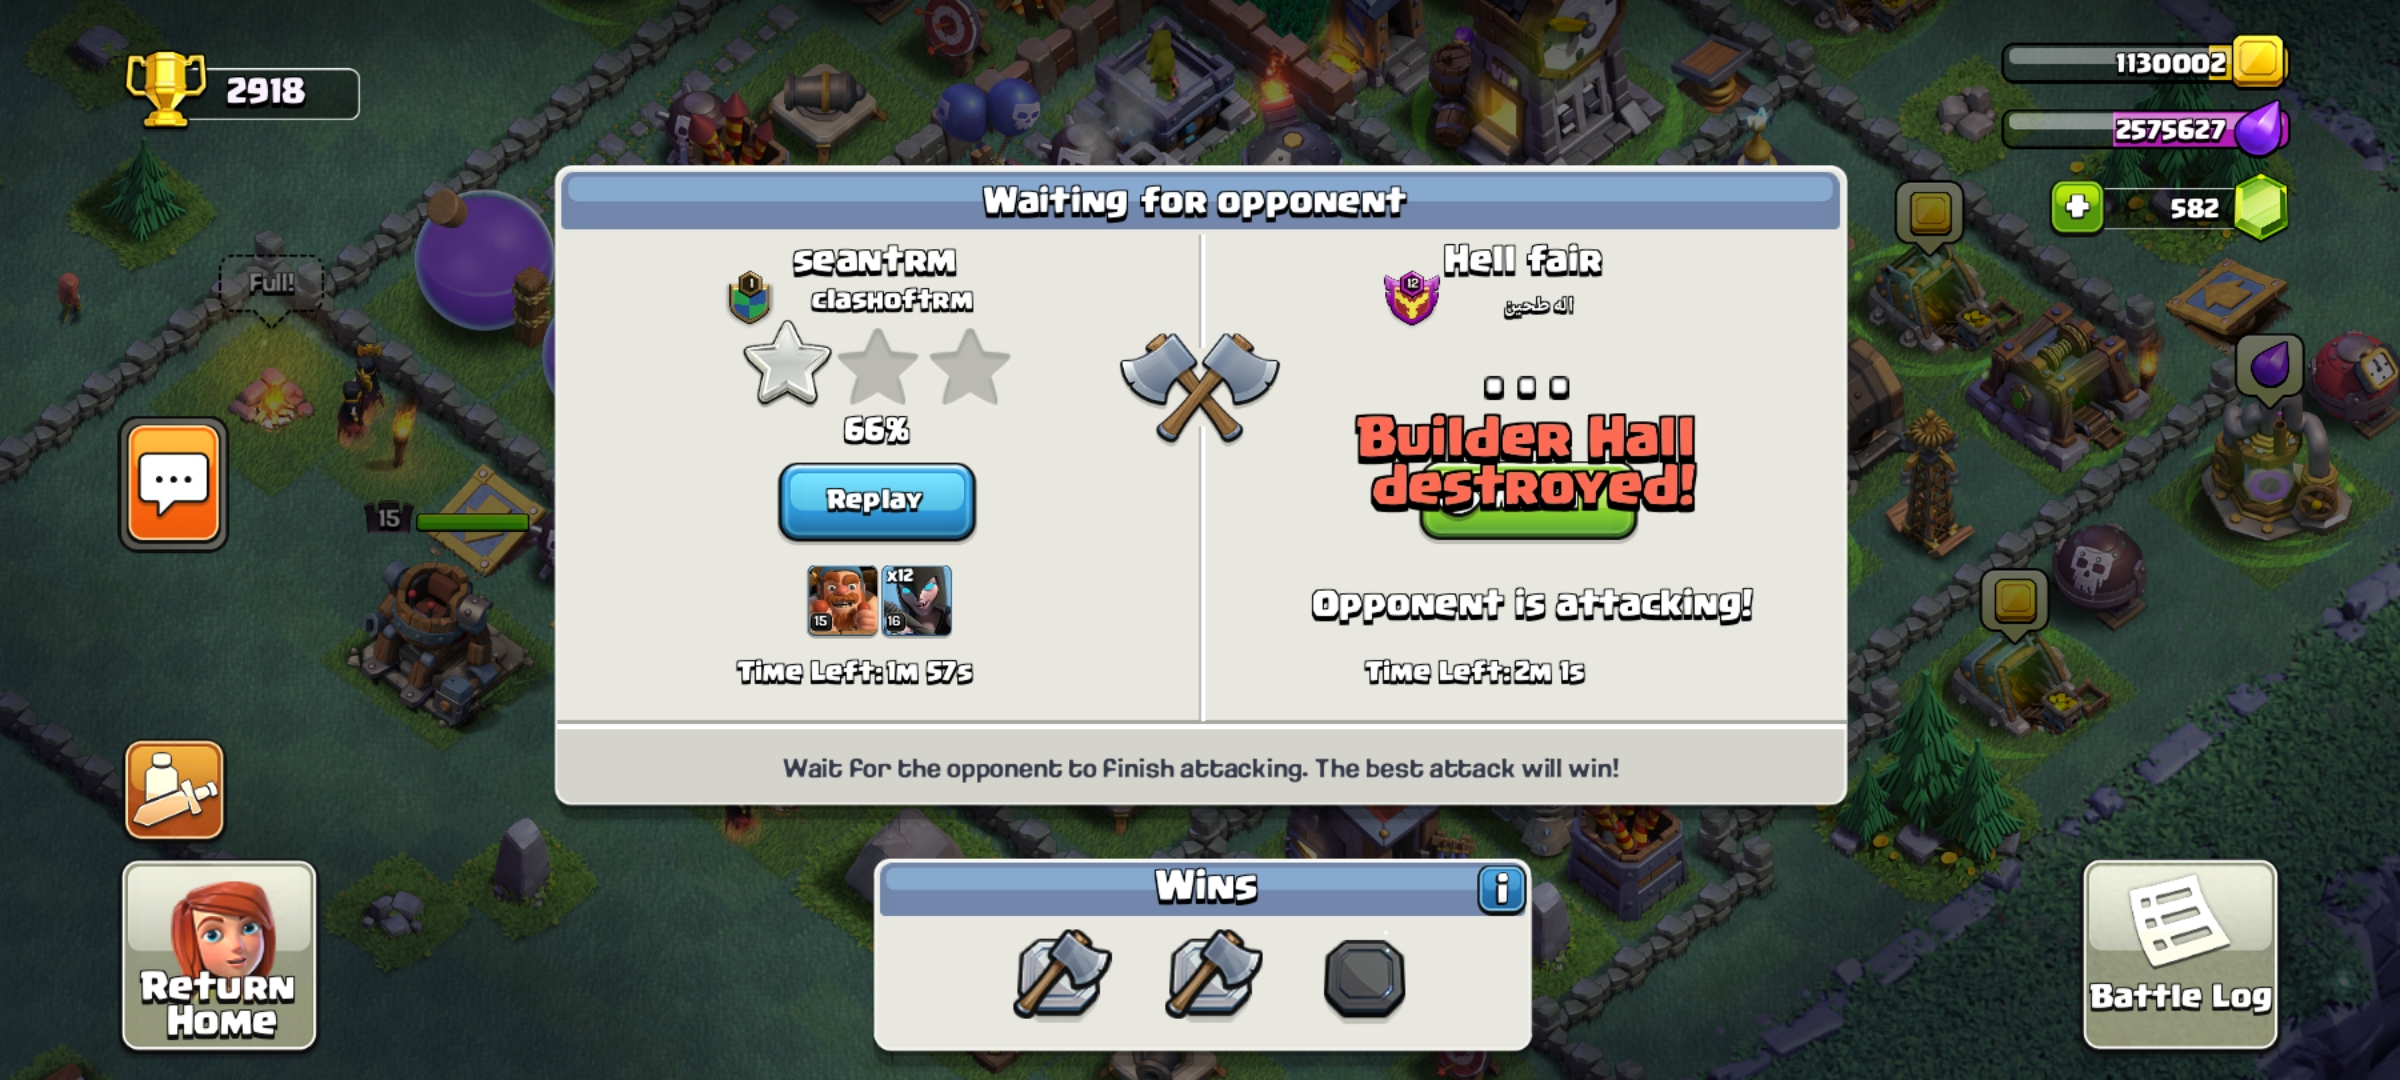 2918
1130002
2575627
582
Full!
15
Waiting for opponent
seantrm
1
clashoftrm
66%
Replay
x12
15
16
Time Left:1m 57s
Hell fair
12
اله طحين
Builder Hall
destroyed!
Opponent is attacking!
Time Left:2m 1s
Wait for the opponent to finish attacking. The best attack will win!
Wins
i
Return
Home
Battle Log